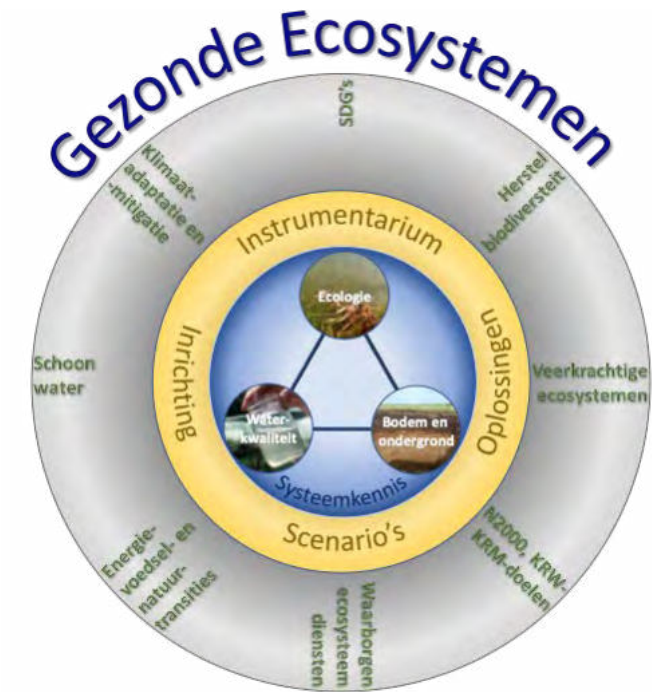 Gezonde Ecosystemen
SDG's
Herstel
biodiversteit
Veerkrachtige
ecosystemen
N2000, KRW-
KRM-doelen
Waarborgen
ecosysteem
diensten
Energie-
voedsel- en
natuur-
transities
Schoon
water
Klimaat-
adaptatie en
-mitigatie
Instrumentarium
Oplossingen
Scenario's
Inrichting
Ecologie
Water-
kwaliteit
Bodem en
ondergrond
Systeemkennis